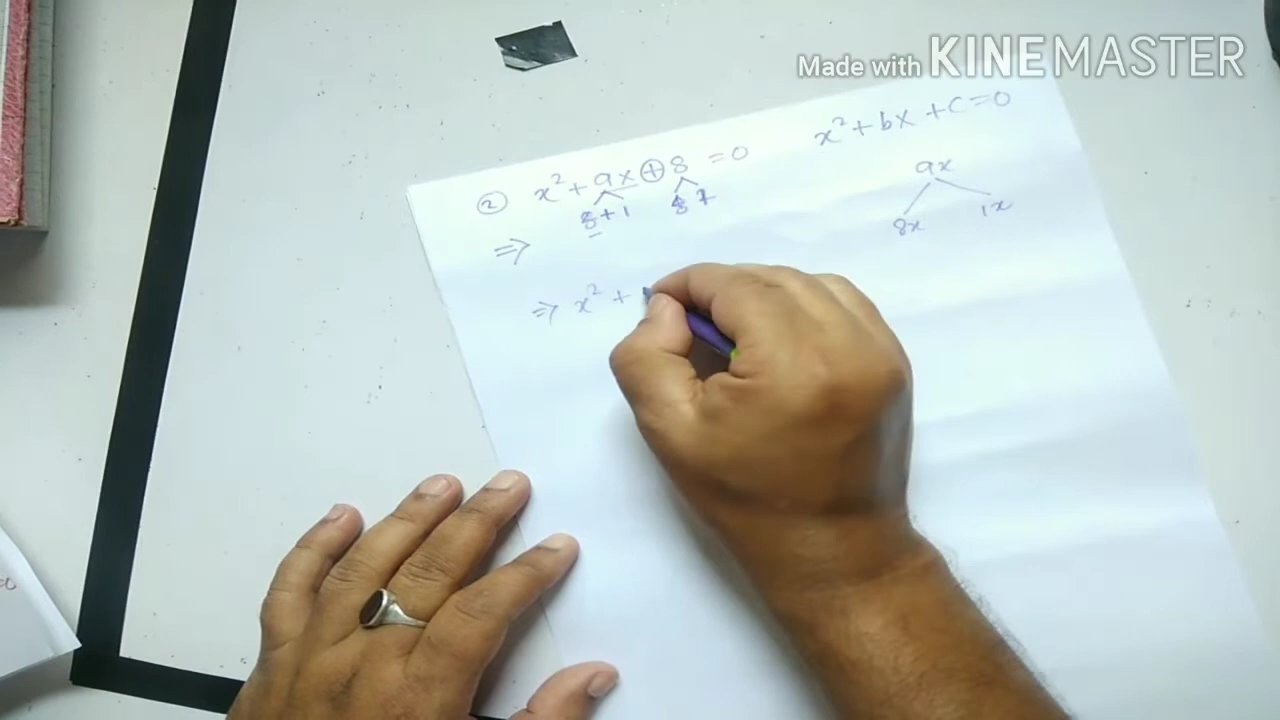 Made with KINEMASTER
② x² + 9x ⊕ 8 = 0
x² + bx + c = 0
8 + 1 8 1
9x
8x 1x
⇒
⇒ x² +